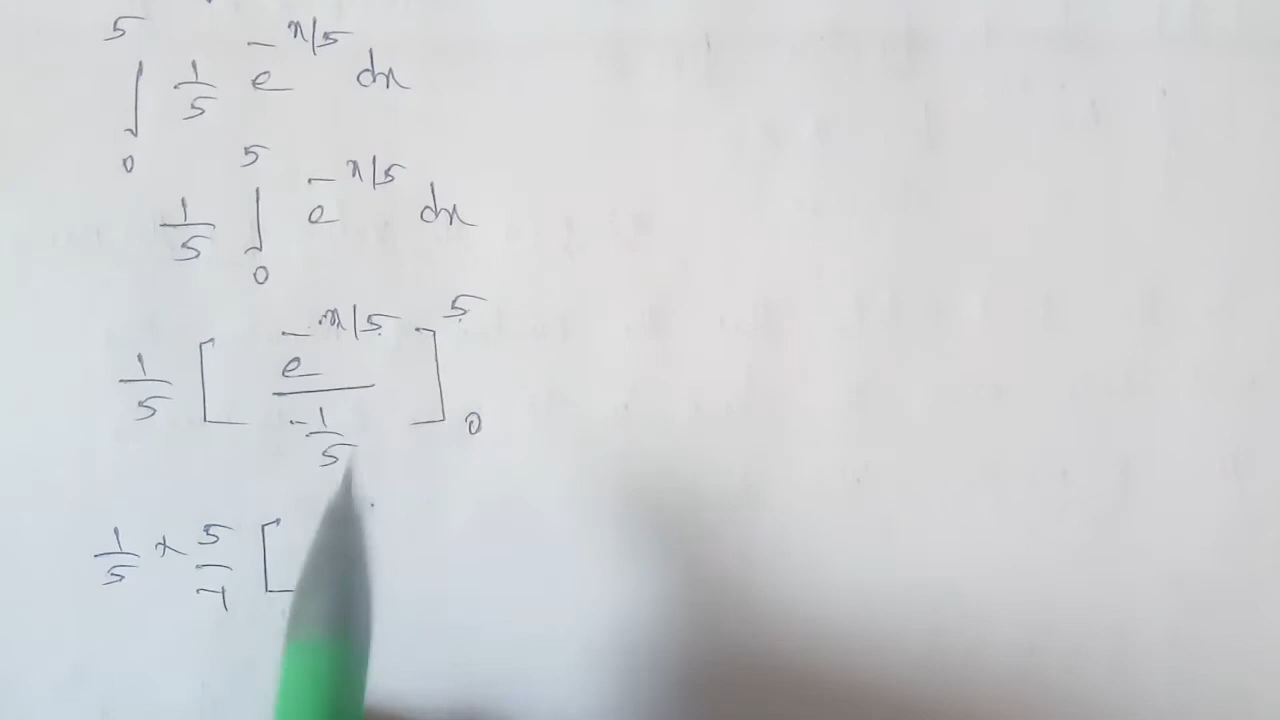 ∫₀⁵ 1/5 e^(-x/5) dx
1/5 ∫₀⁵ e^(-x/5) dx
1/5 [ e^(-x/5) / (-1/5) ]₀⁵
1/5 × 5/-1 [